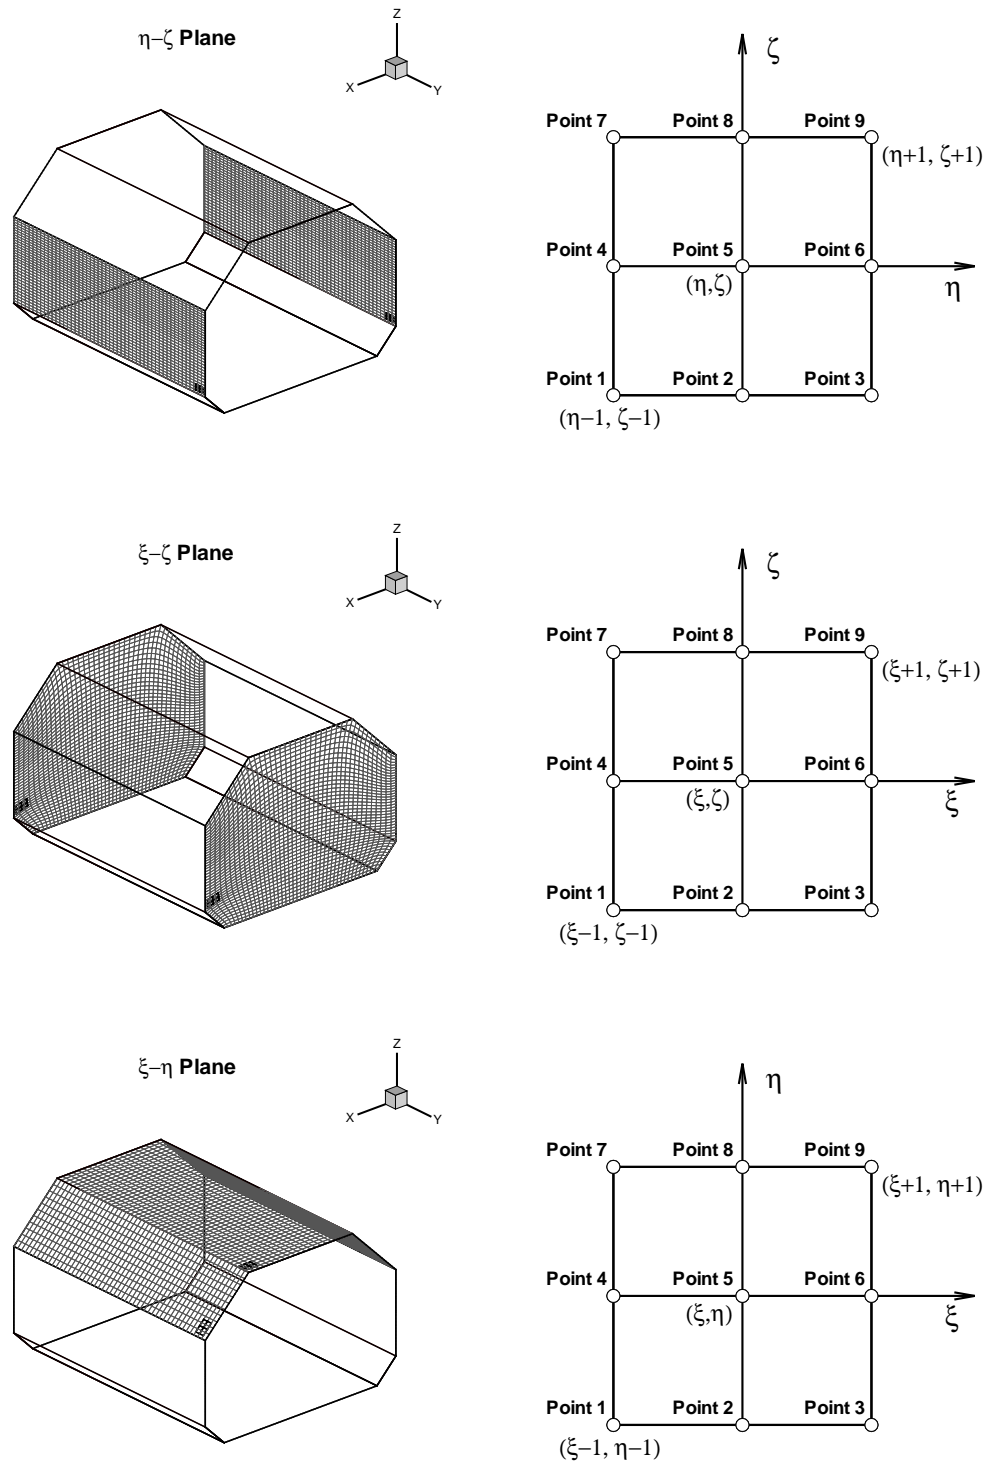 η−ζ Plane
Z
X
Y
ζ
Point 7 Point 8 Point 9
(η+1, ζ+1)
Point 4 Point 5 Point 6
(η,ζ)
η
Point 1 Point 2 Point 3
(η−1, ζ−1)
ξ−ζ Plane
Z
X
Y
ζ
Point 7 Point 8 Point 9
(ξ+1, ζ+1)
Point 4 Point 5 Point 6
(ξ,ζ)
ξ
Point 1 Point 2 Point 3
(ξ−1, ζ−1)
ξ−η Plane
Z
X
Y
η
Point 7 Point 8 Point 9
(ξ+1, η+1)
Point 4 Point 5 Point 6
(ξ,η)
ξ
Point 1 Point 2 Point 3
(ξ−1, η−1)